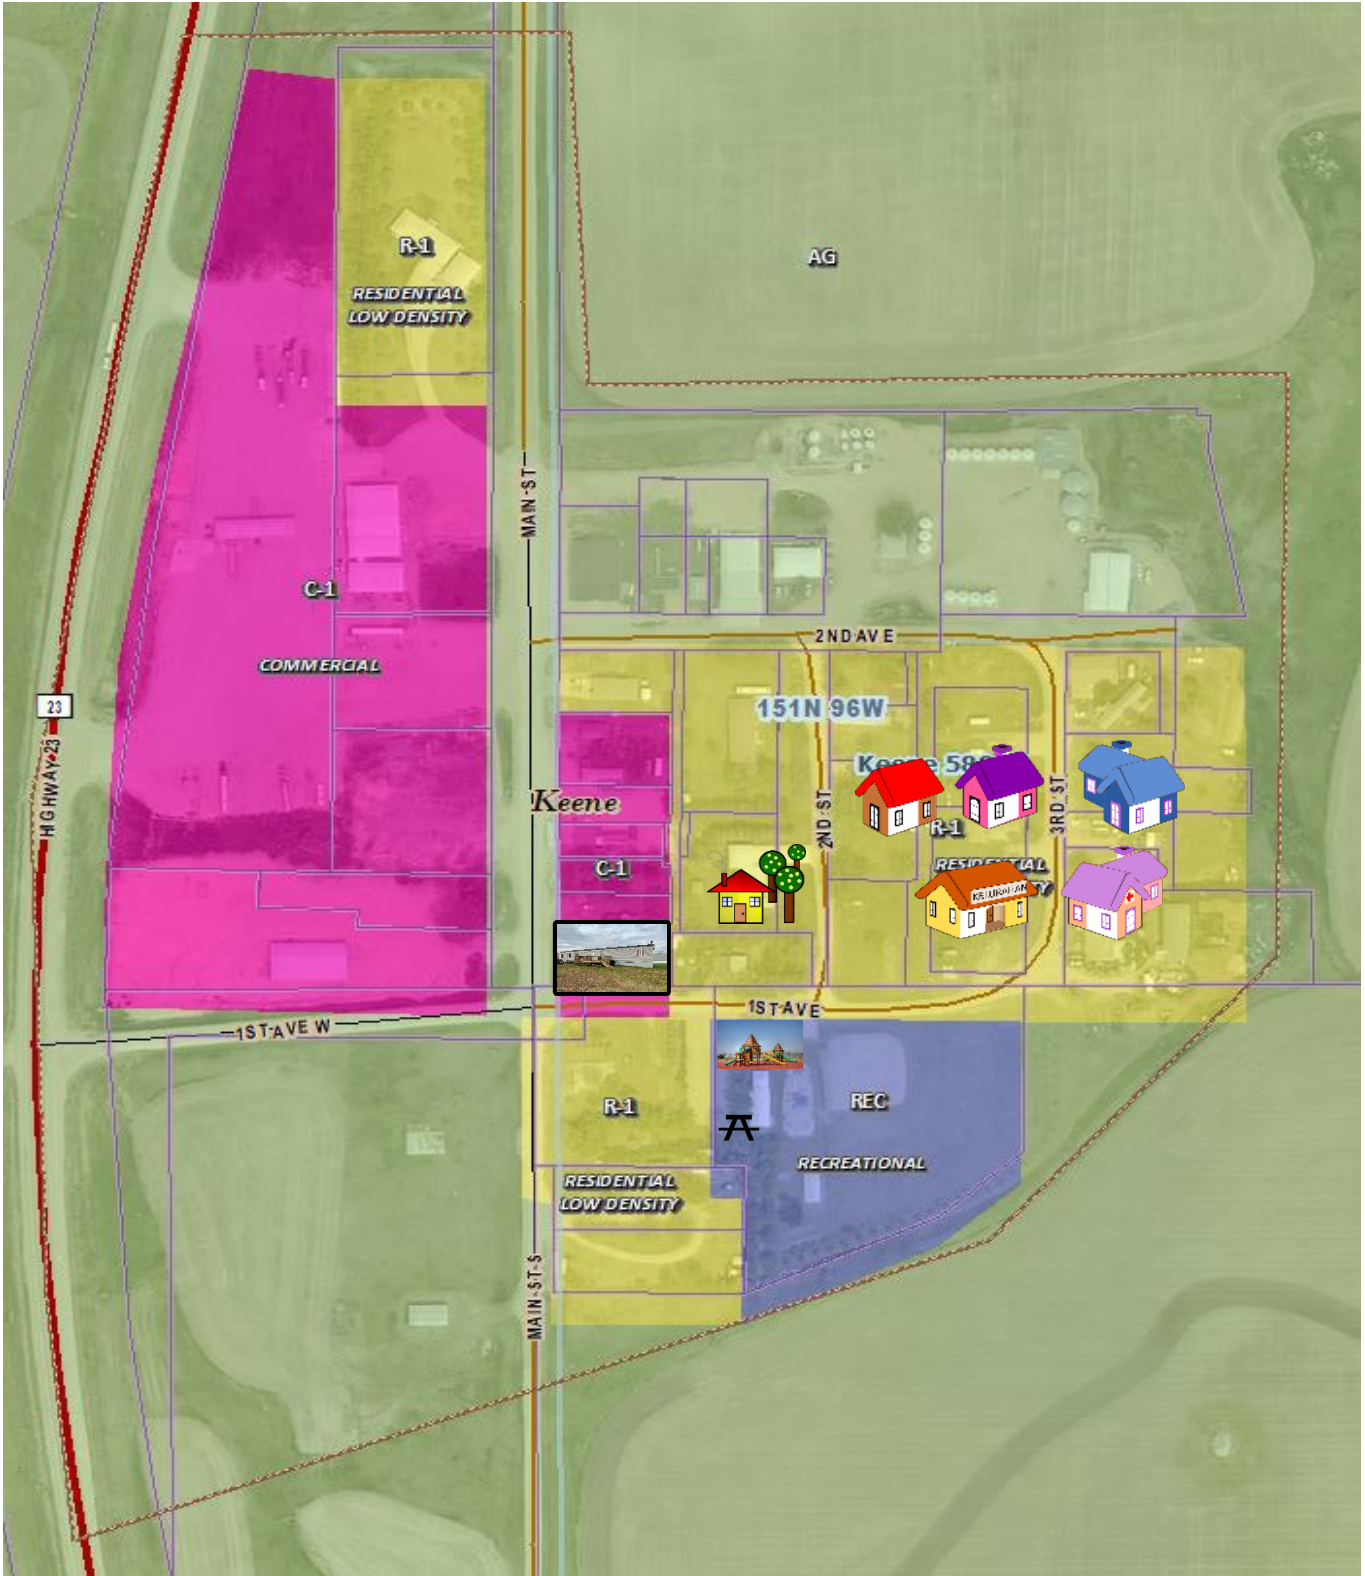 R-1
RESIDENTIAL
LOW DENSITY
AG
MAIN ST
C-1
COMMERCIAL
2ND AVE
23
HIGHWAY 23
151N 96W
Keene
2ND ST
3RD ST
R-1
RESIDENTIAL
KELURAHAN
C-1
1ST AVE
1ST AVE W
R-1
REC
RECREATIONAL
RESIDENTIAL
LOW DENSITY
MAIN ST S